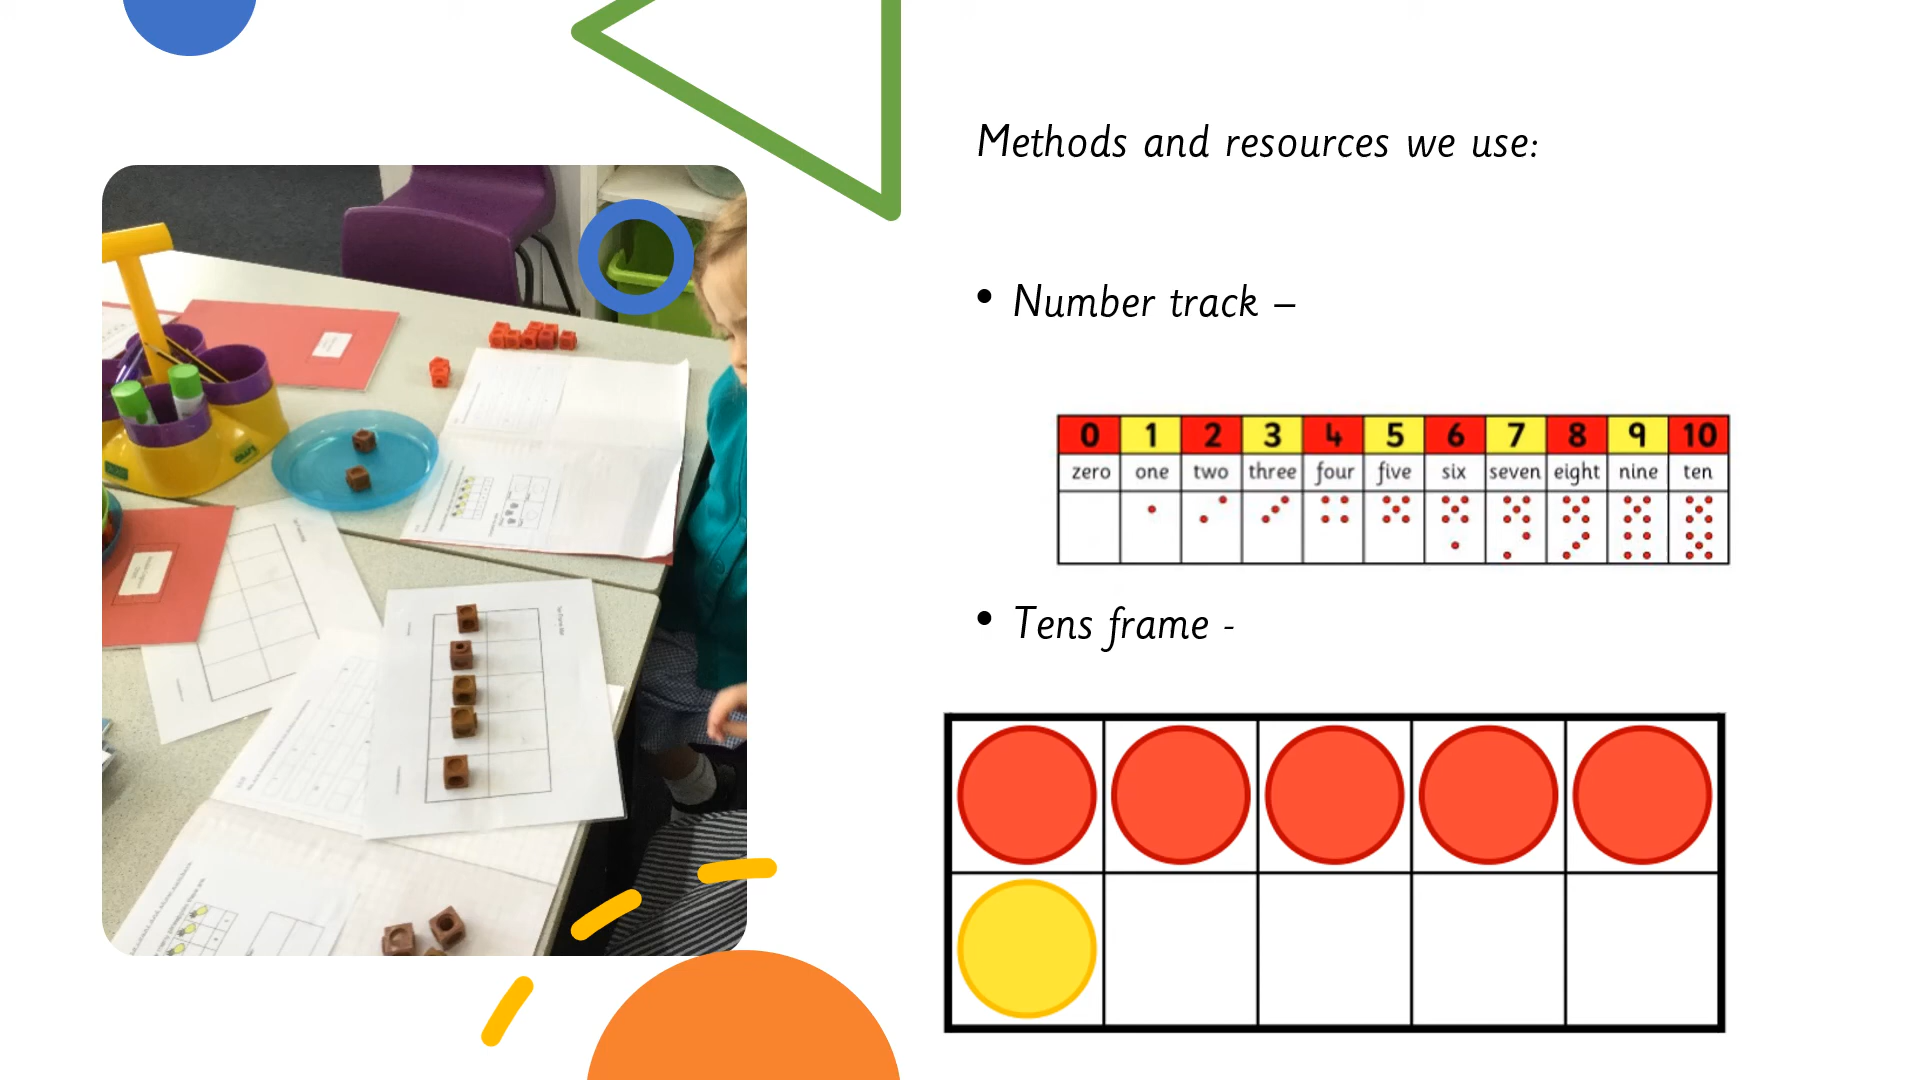 Methods and resources we use:
• Number track –
0 1 2 3 4 5 6 7 8 9 10
zero one two three four five six seven eight nine ten
• Tens frame -